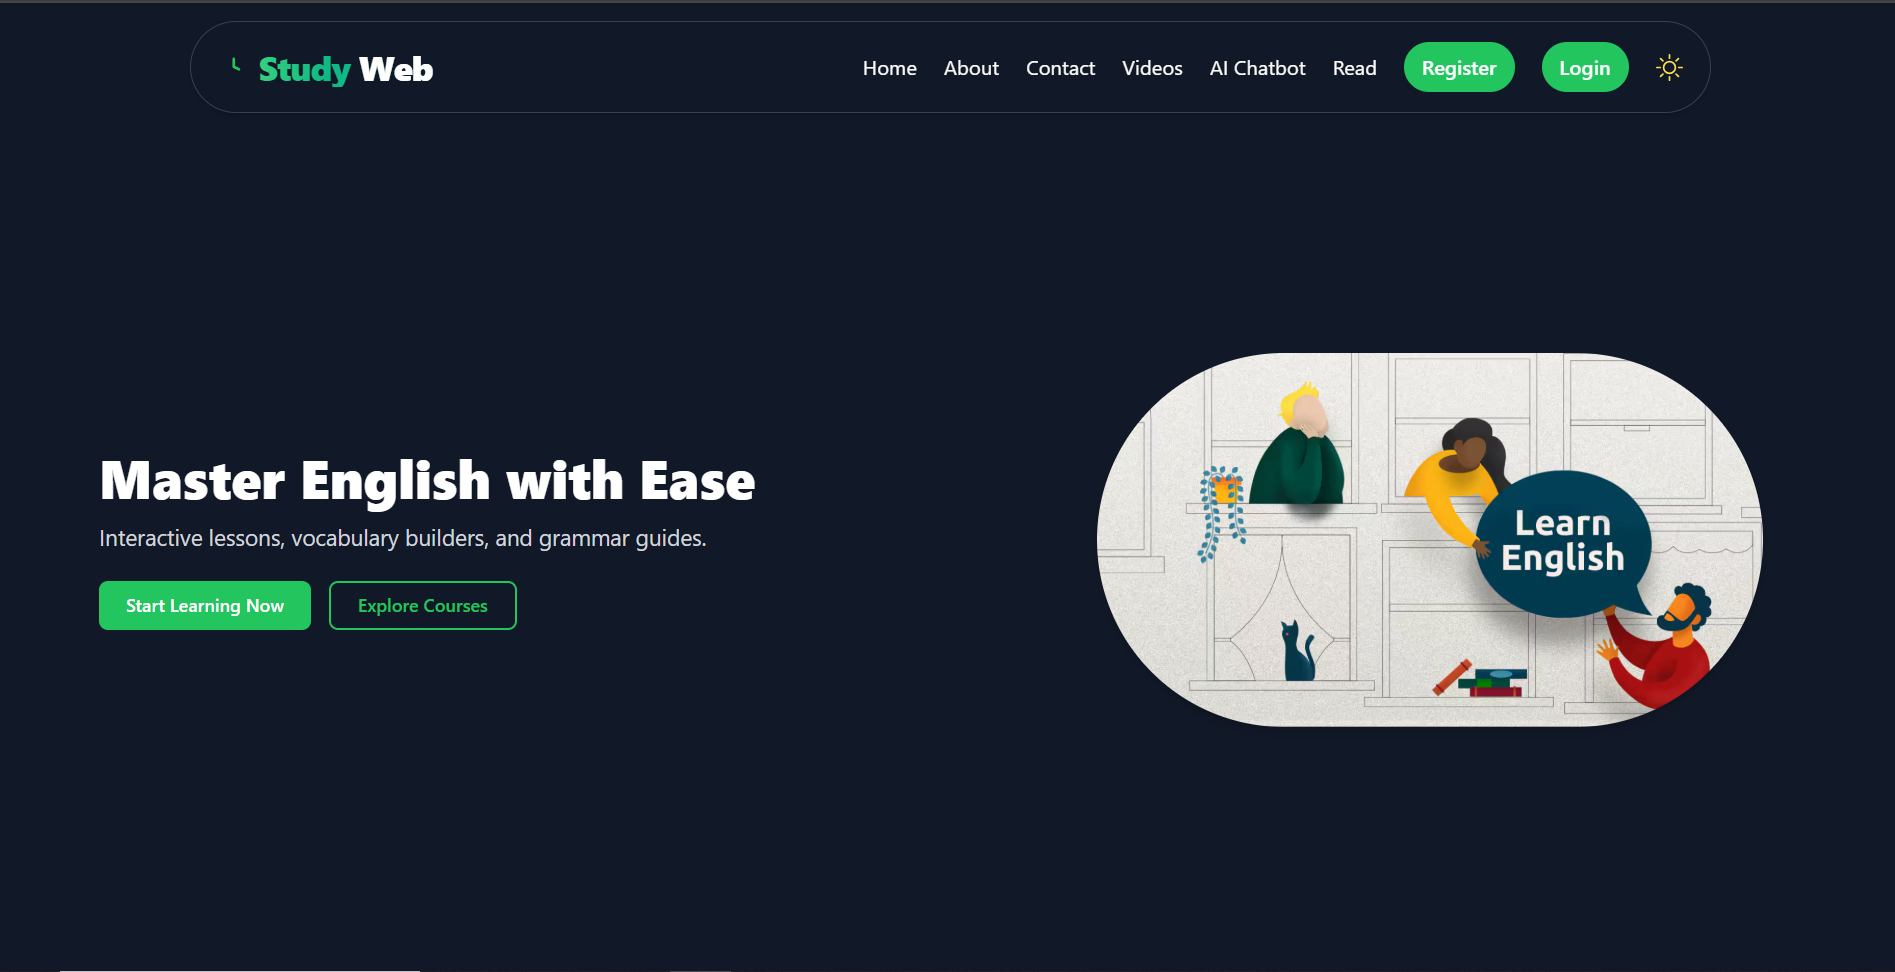 Study Web
Home About Contact Videos AI Chatbot Read Register Login
Master English with Ease
Interactive lessons, vocabulary builders, and grammar guides.
Start Learning Now Explore Courses
Learn
English